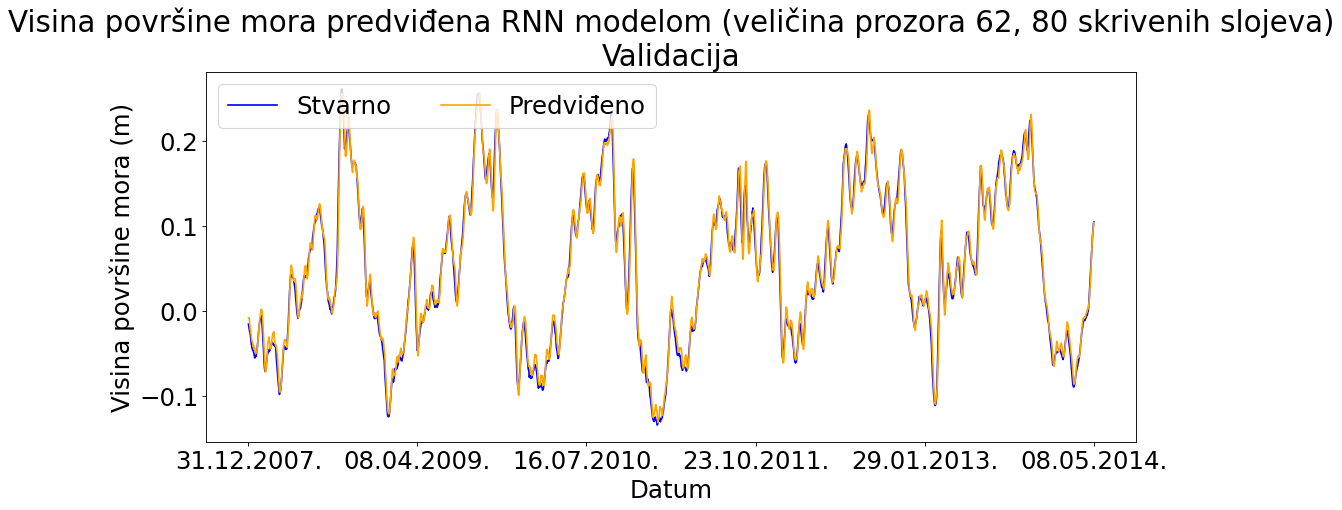 Visina površine mora predviđena RNN modelom (veličina prozora 62, 80 skrivenih slojeva)
Validacija
Stvarno Predviđeno
Visina površine mora (m)
0.2
0.1
0.0
−0.1
31.12.2007. 08.04.2009. 16.07.2010. 23.10.2011. 29.01.2013. 08.05.2014.
Datum